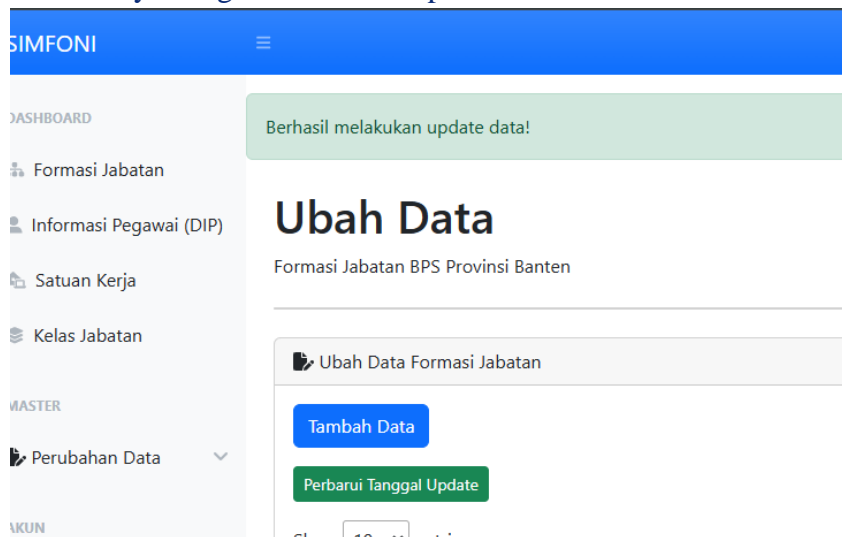 SIMFONI
DASHBOARD
Formasi Jabatan
Informasi Pegawai (DIP)
Satuan Kerja
Kelas Jabatan
MASTER
Perubahan Data
AKUN
Berhasil melakukan update data!
Ubah Data
Formasi Jabatan BPS Provinsi Banten
Ubah Data Formasi Jabatan
Tambah Data
Perbarui Tanggal Update